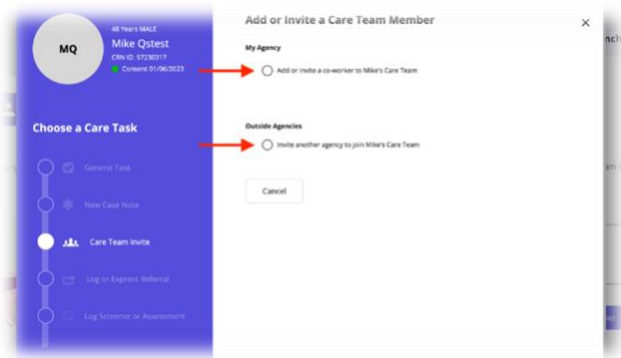 48 Years MALE
MQ
Mike Qstest
CRN ID: 57230317
Consent 01/06/2023
Choose a Care Task
General Task
New Case Note
Care Team Invite
Log or Express Referral
Log Screener or Assessment
Add or Invite a Care Team Member
My Agency
Add or invite a co-worker to Mike's Care Team
Outside Agencies
Invite another agency to join Mike's Care Team
Cancel